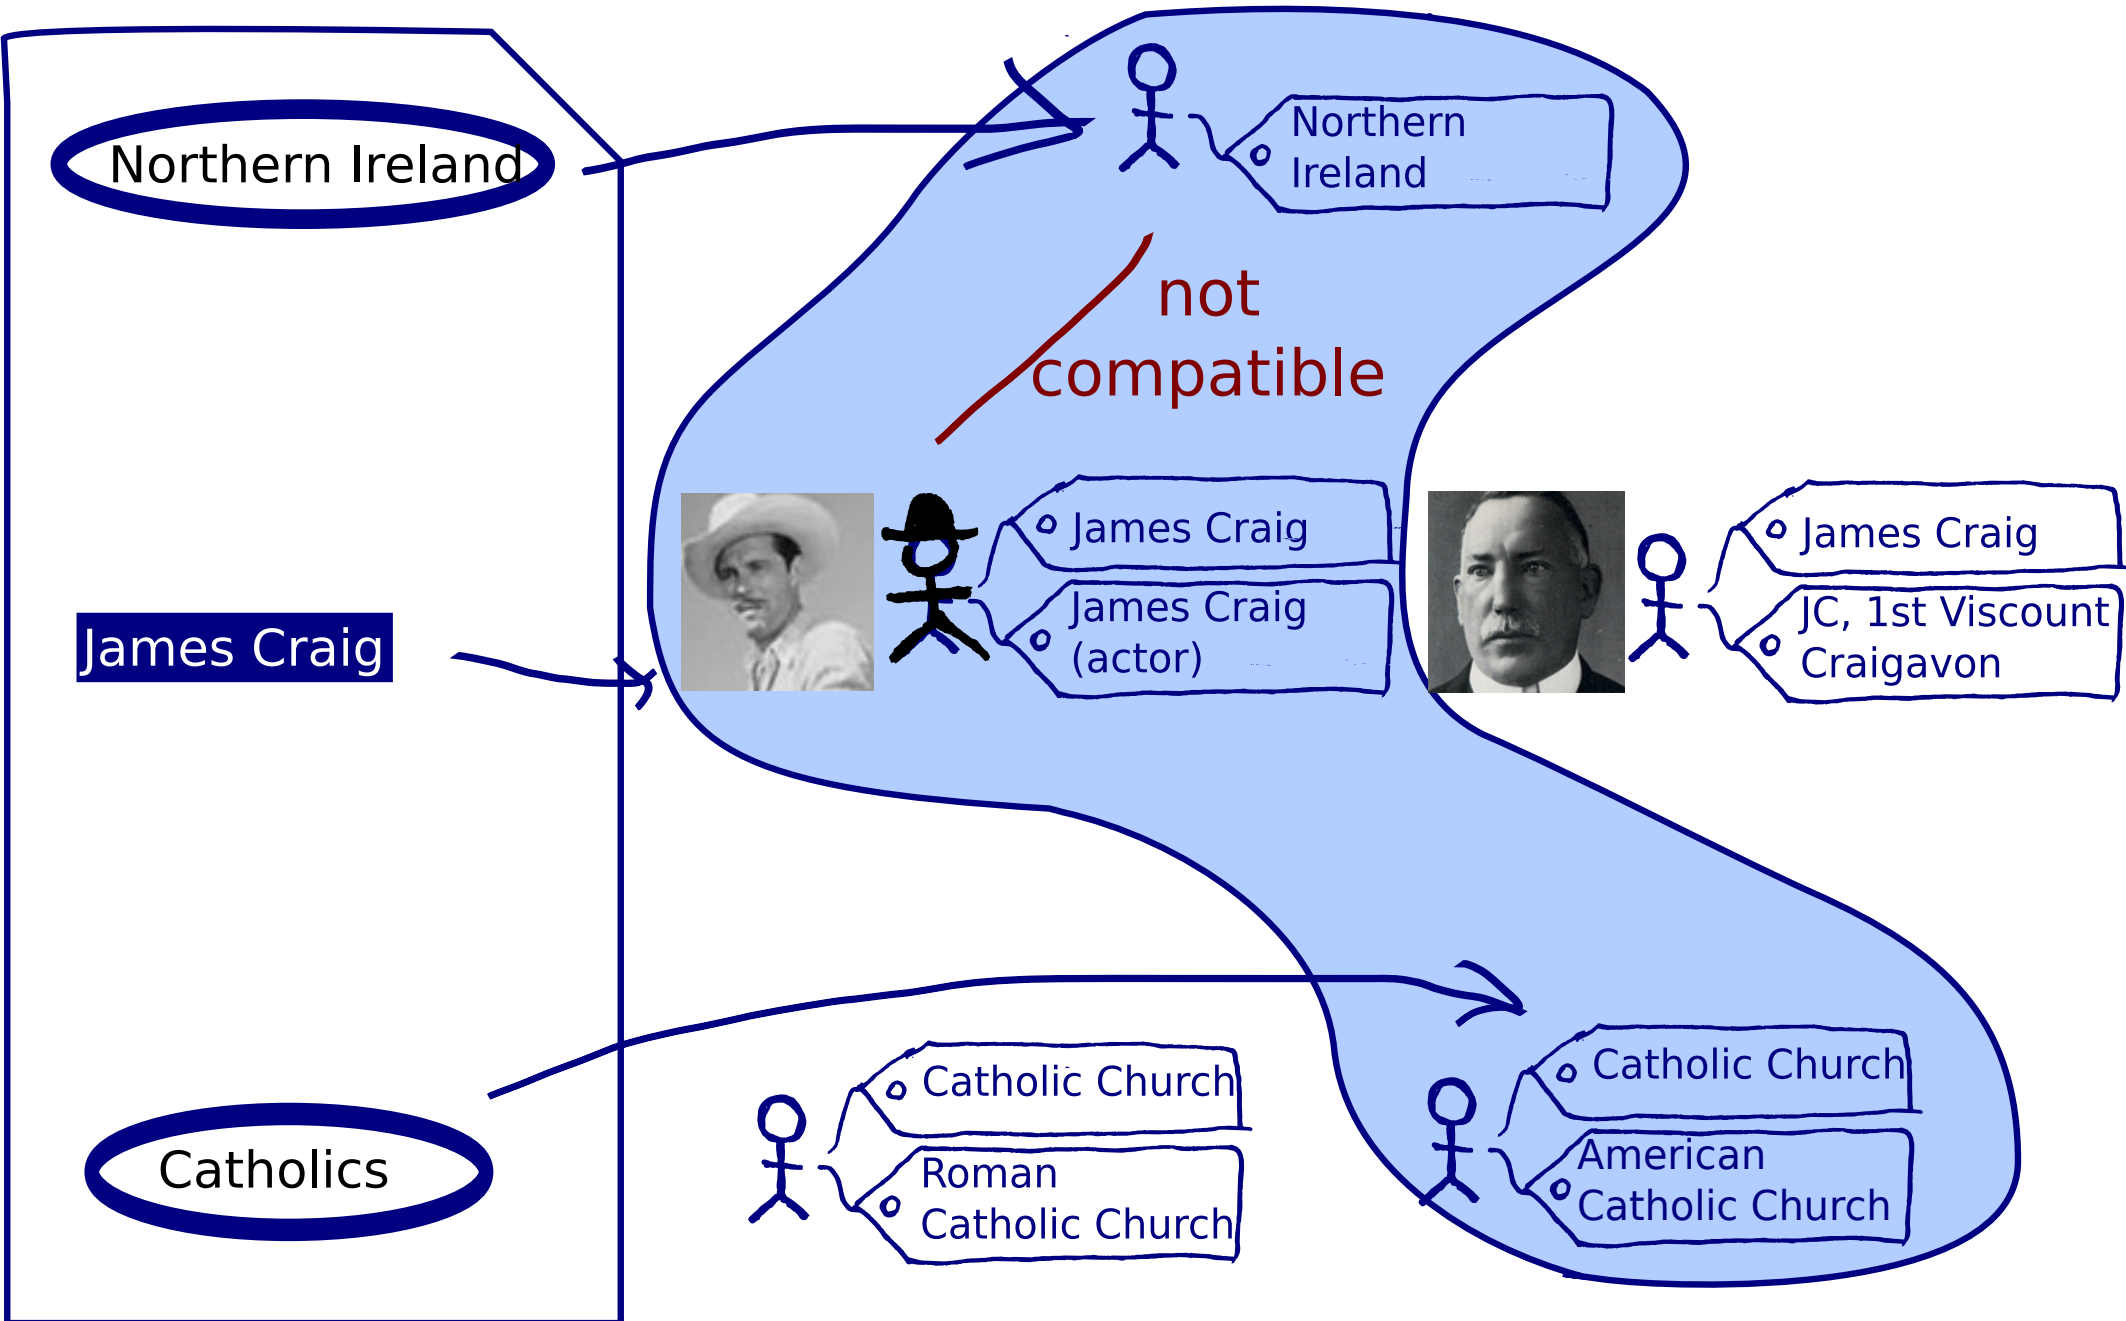 Northern Ireland
Northern
Ireland
not
compatible
James Craig
James Craig
James Craig
(actor)
James Craig
JC, 1st Viscount
Craigavon
Catholics
Catholic Church
Roman
Catholic Church
Catholic Church
American
Catholic Church